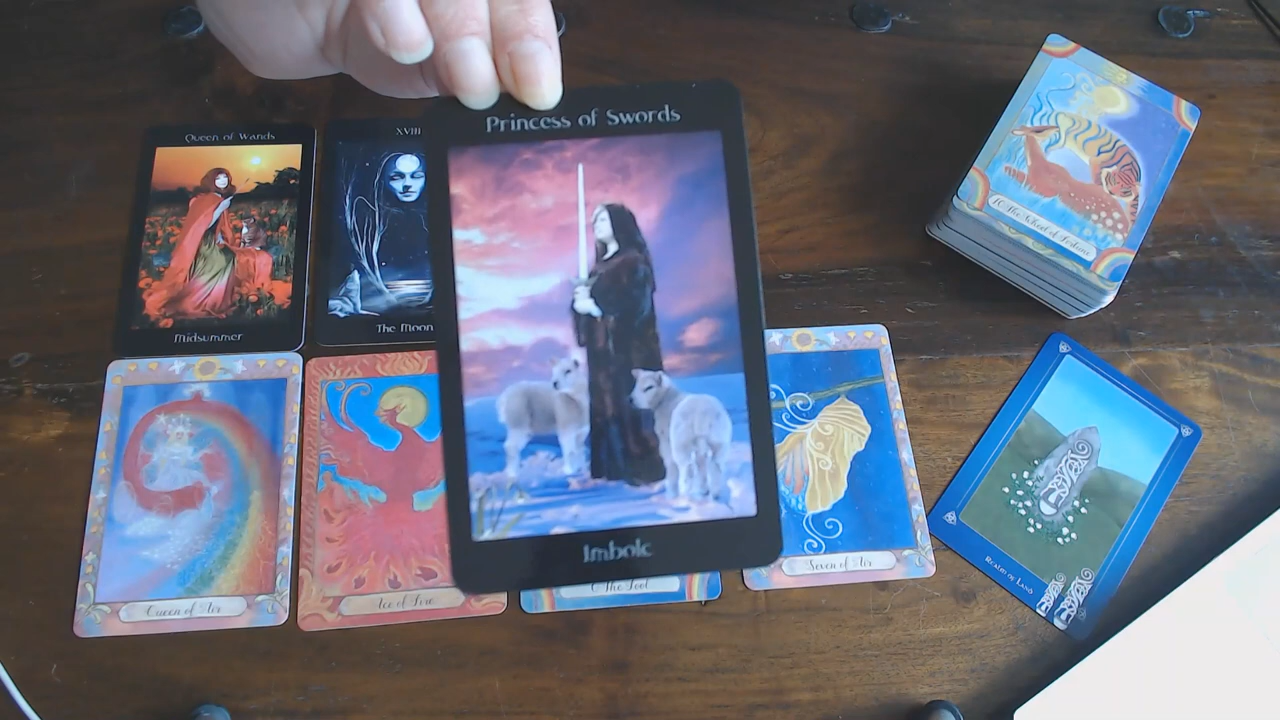 Princess of Swords
Imbolc
Queen of Wands
Midsummer
XVIII
The Moon
10 The Wheel of Fortune
Queen of Air
Ace of Fire
0 The Fool
Seven of Air
Realm of Land